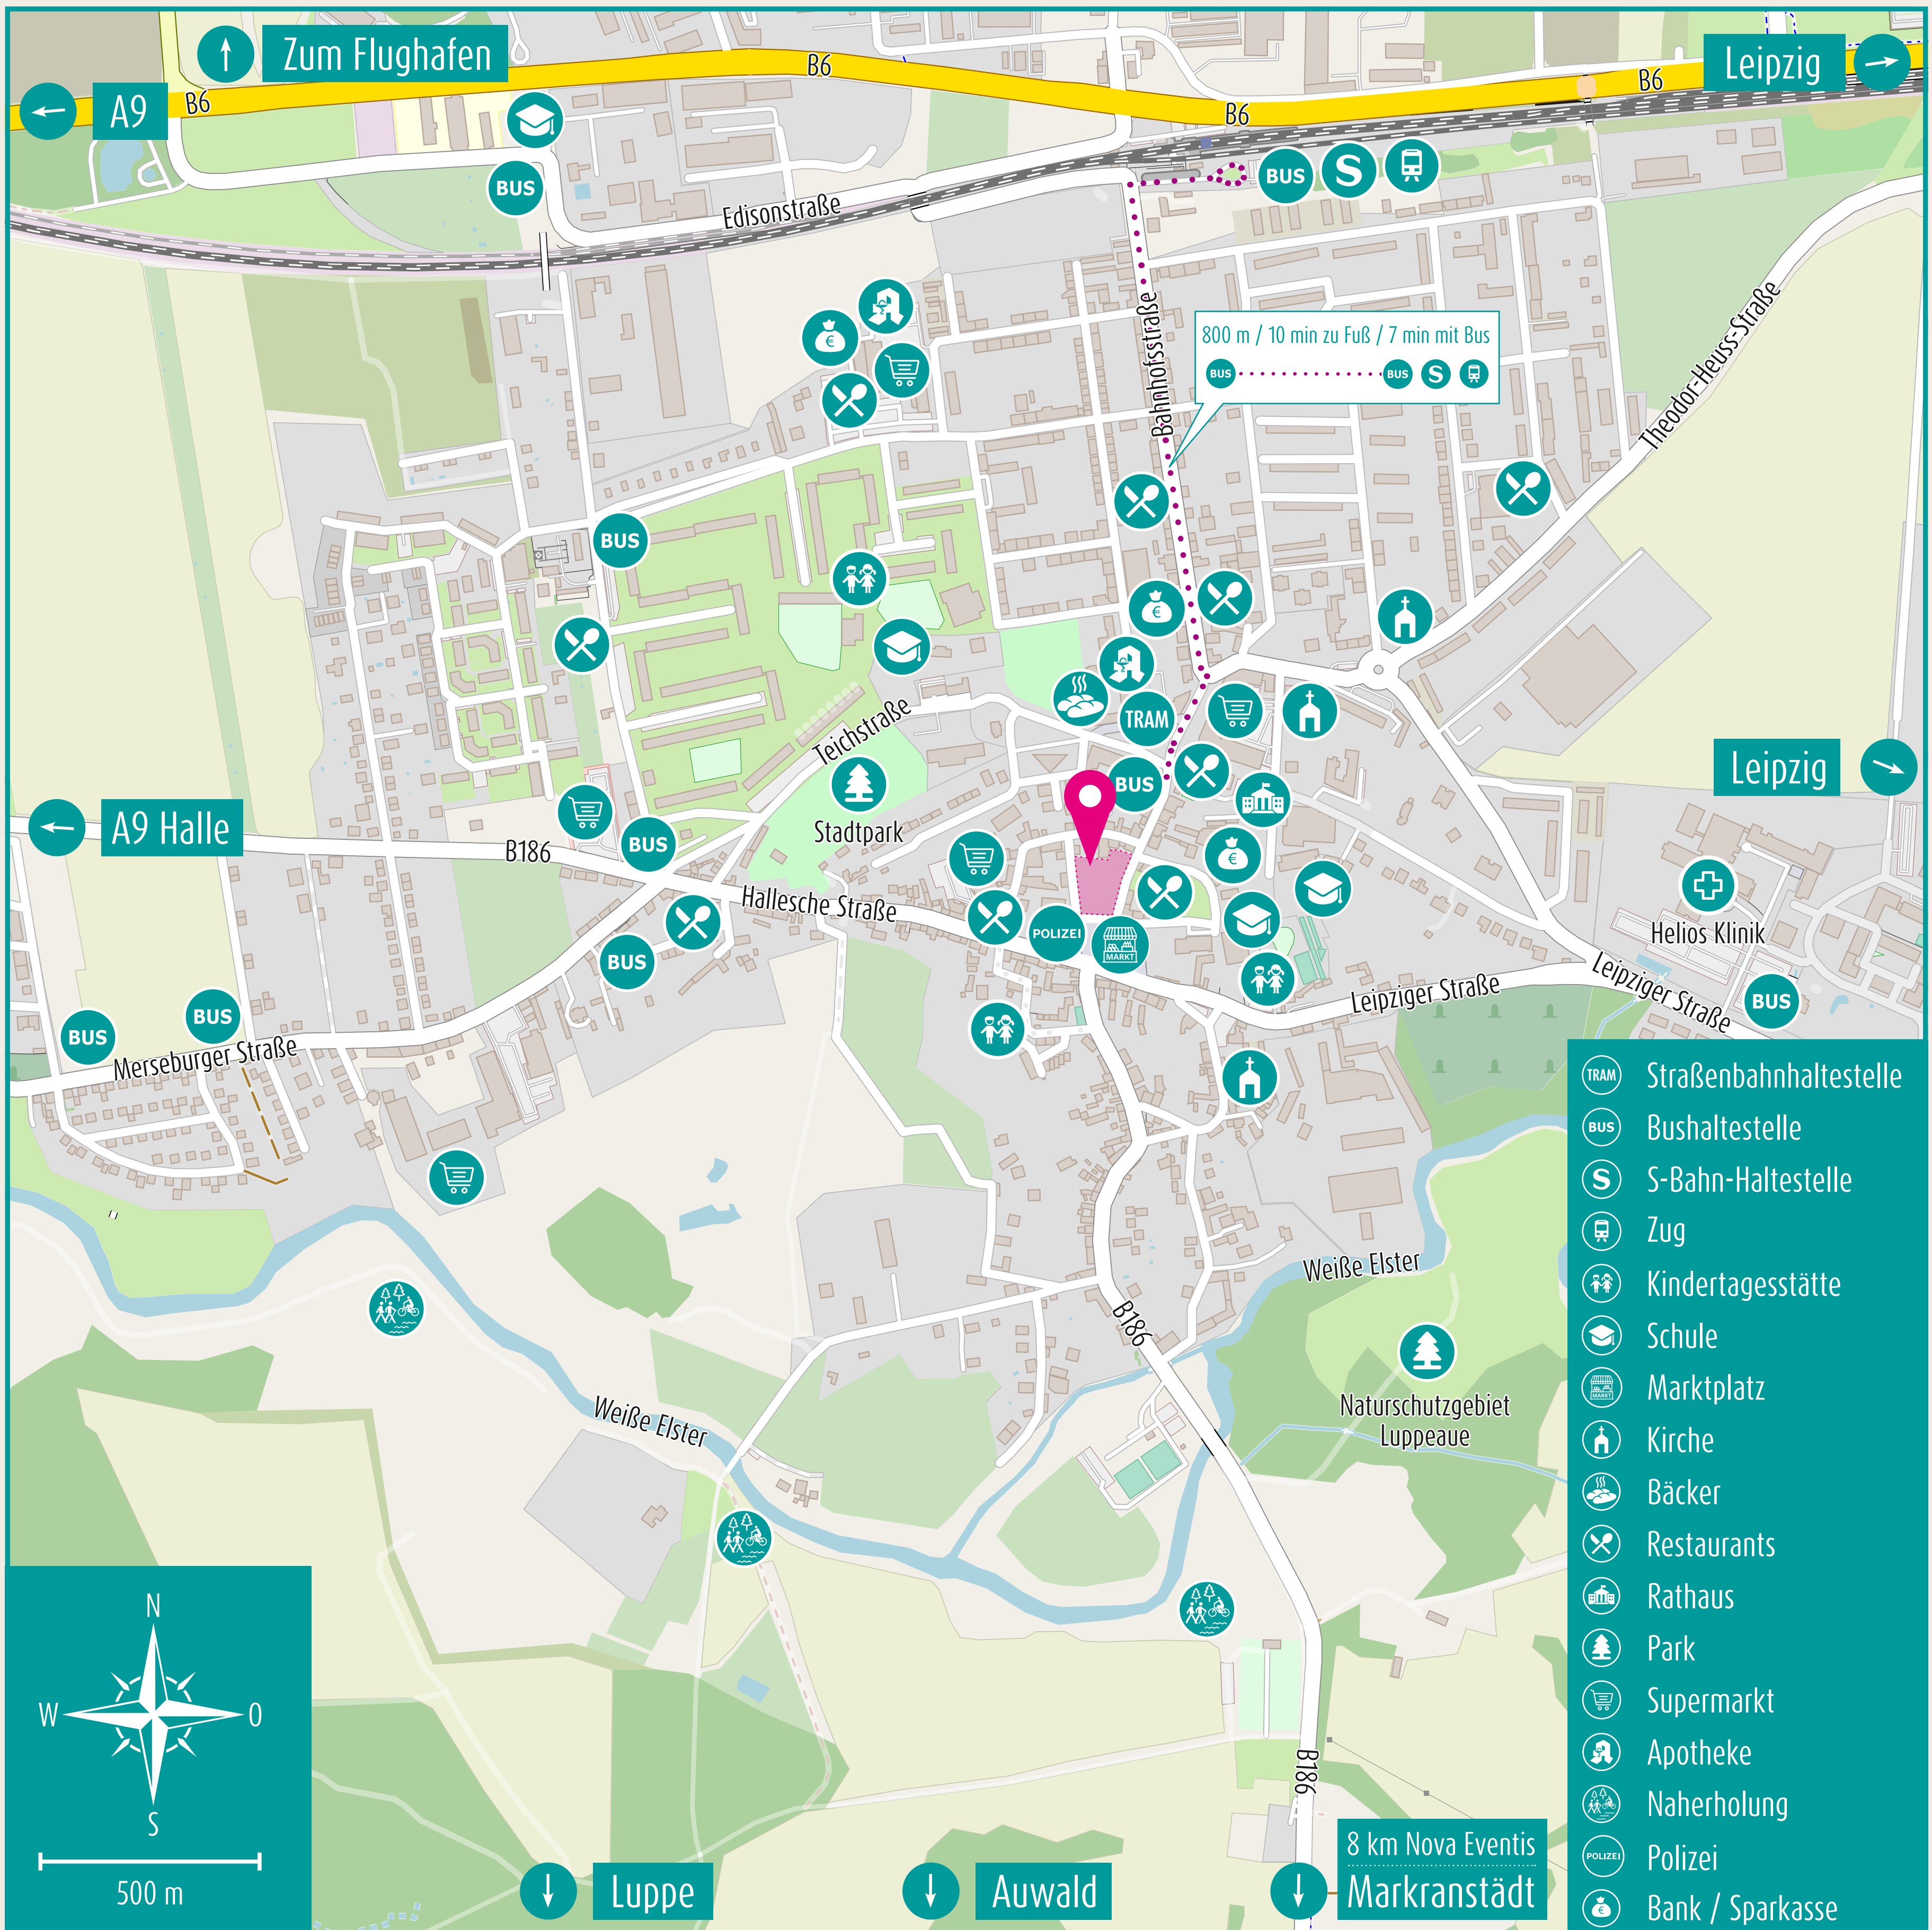 Zum Flughafen
A9
B6
B6
B6
B6
Leipzig
BUS
BUS
S
Edisonstraße
Bahnhofsstraße
800 m / 10 min zu Fuß / 7 min mit Bus
BUS
BUS
S
Theodor-Heuss-Straße
€
BUS
€
TRAM
Teichstraße
BUS
Stadtpark
Leipzig
A9 Halle
B186
BUS
€
Hallesche Straße
POLIZEI
MARKT
Helios Klinik
BUS
Leipziger Straße
Leipziger Straße
BUS
BUS
BUS
Merseburger Straße
Weiße Elster
B186
Naturschutzgebiet
Luppeaue
Weiße Elster
B186
N
W
O
S
500 m
Luppe
Auwald
8 km Nova Eventis
Markranstädt
TRAM Straßenbahnhaltestelle
BUS Bushaltestelle
S S-Bahn-Haltestelle
Zug
Kindertagesstätte
Schule
MARKT Marktplatz
Kirche
Bäcker
Restaurants
Rathaus
Park
Supermarkt
Apotheke
Naherholung
POLIZEI Polizei
€ Bank / Sparkasse